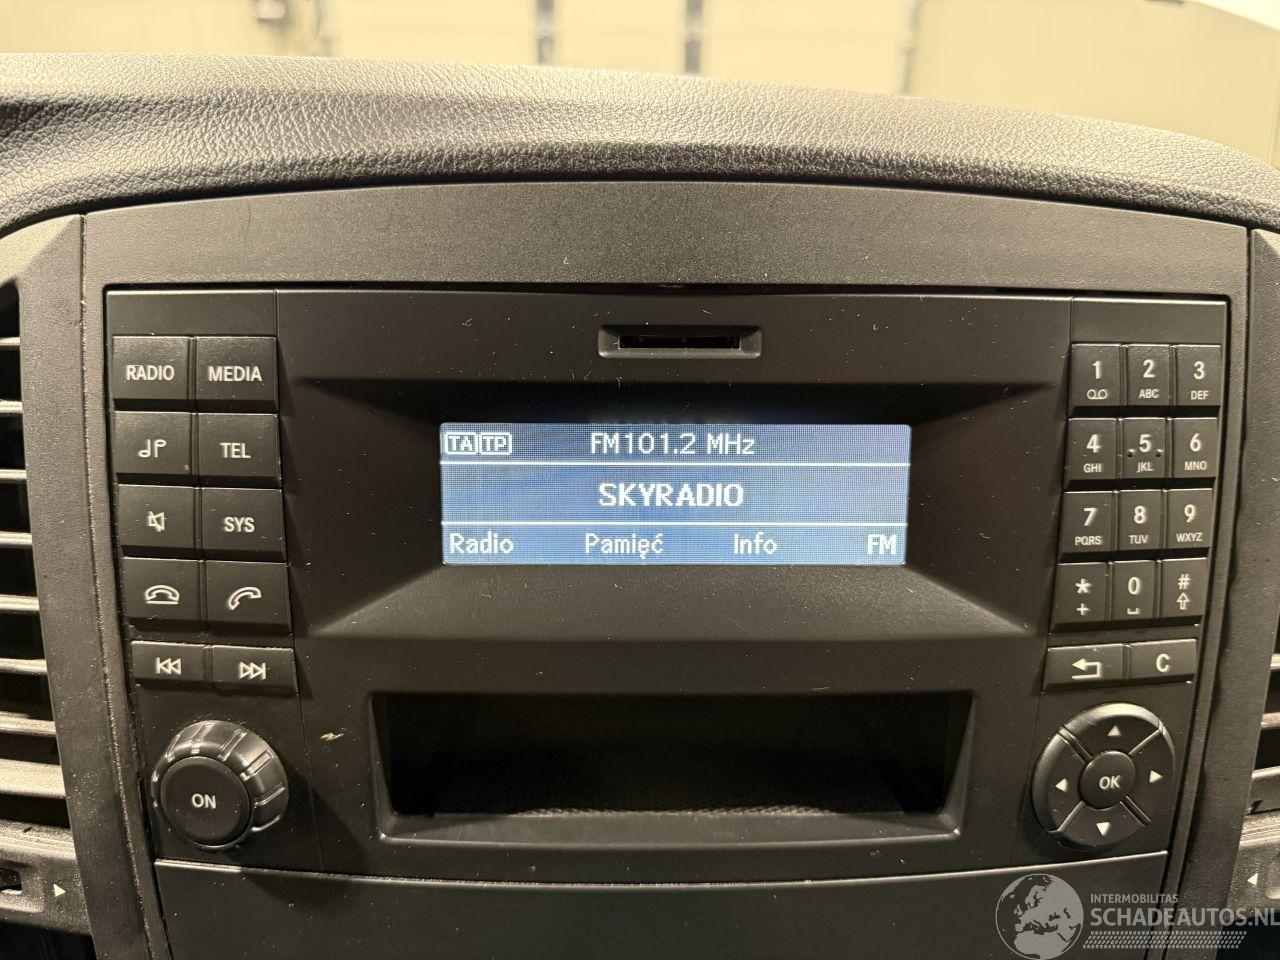 RADIO MEDIA
TEL
SYS
ON
TA TP FM101.2 MHz
SKYRADIO
Radio Pamięć Info FM
1 2 ABC 3 DEF
4 GHI 5 JKL 6 MNO
7 PQRS 8 TUV 9 WXYZ
* + 0 #
C
OK
INTERMOBILITAS
SCHADEAUTOS.NL